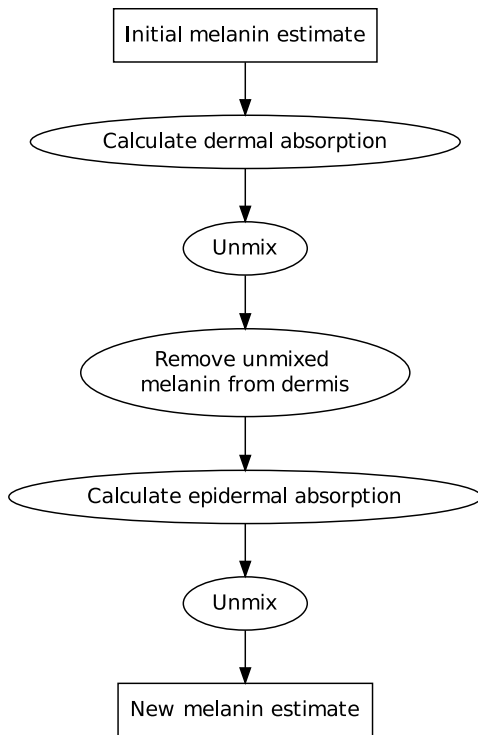 Initial melanin estimate
Calculate dermal absorption
Unmix
Remove unmixed
melanin from dermis
Calculate epidermal absorption
Unmix
New melanin estimate